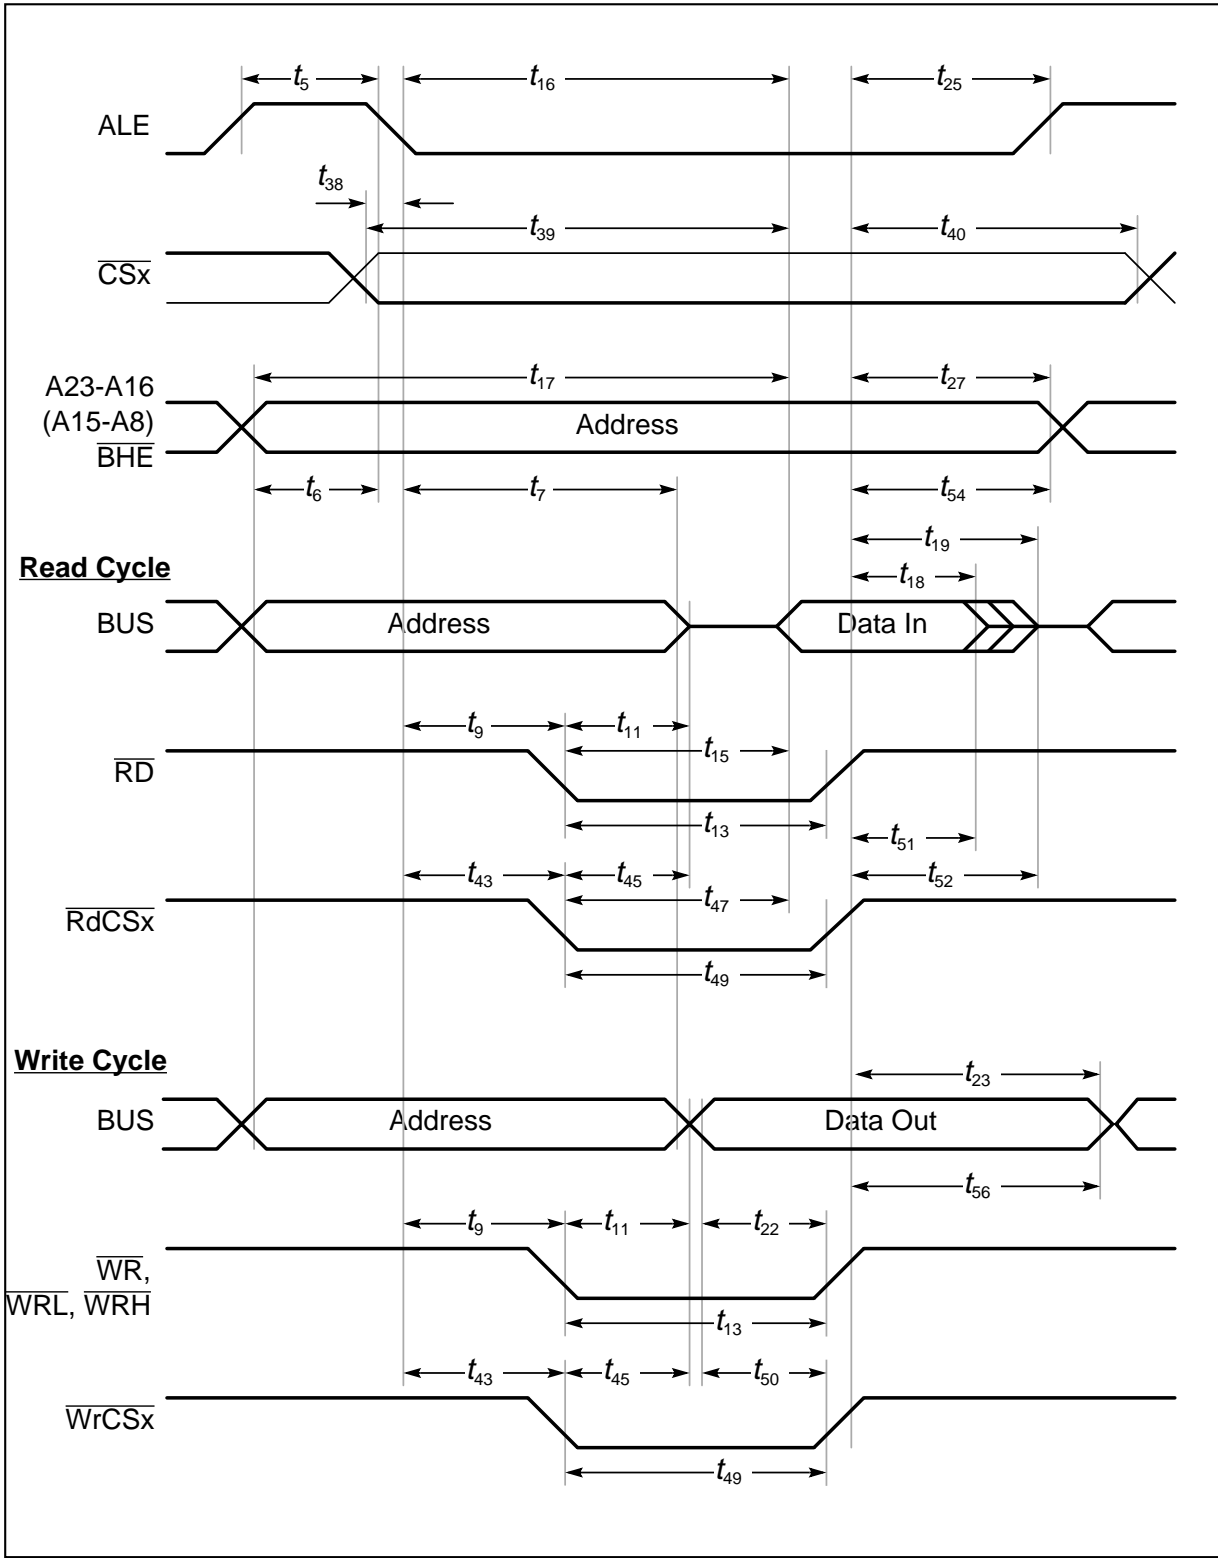 t5 t16 t25
ALE
t38
t39 t40
CSx
t17 t27
A23-A16
(A15-A8)
BHE
Address
t6 t7 t54
t19
Read Cycle
t18
BUS Address Data In
t9 t11
t15
RD
t13 t51
t43 t45 t52
t47
RdCSx
t49
Write Cycle
t23
BUS Address Data Out
t56
t9 t11 t22
WR,
WRL, WRH
t13
t43 t45 t50
WrCSx
t49